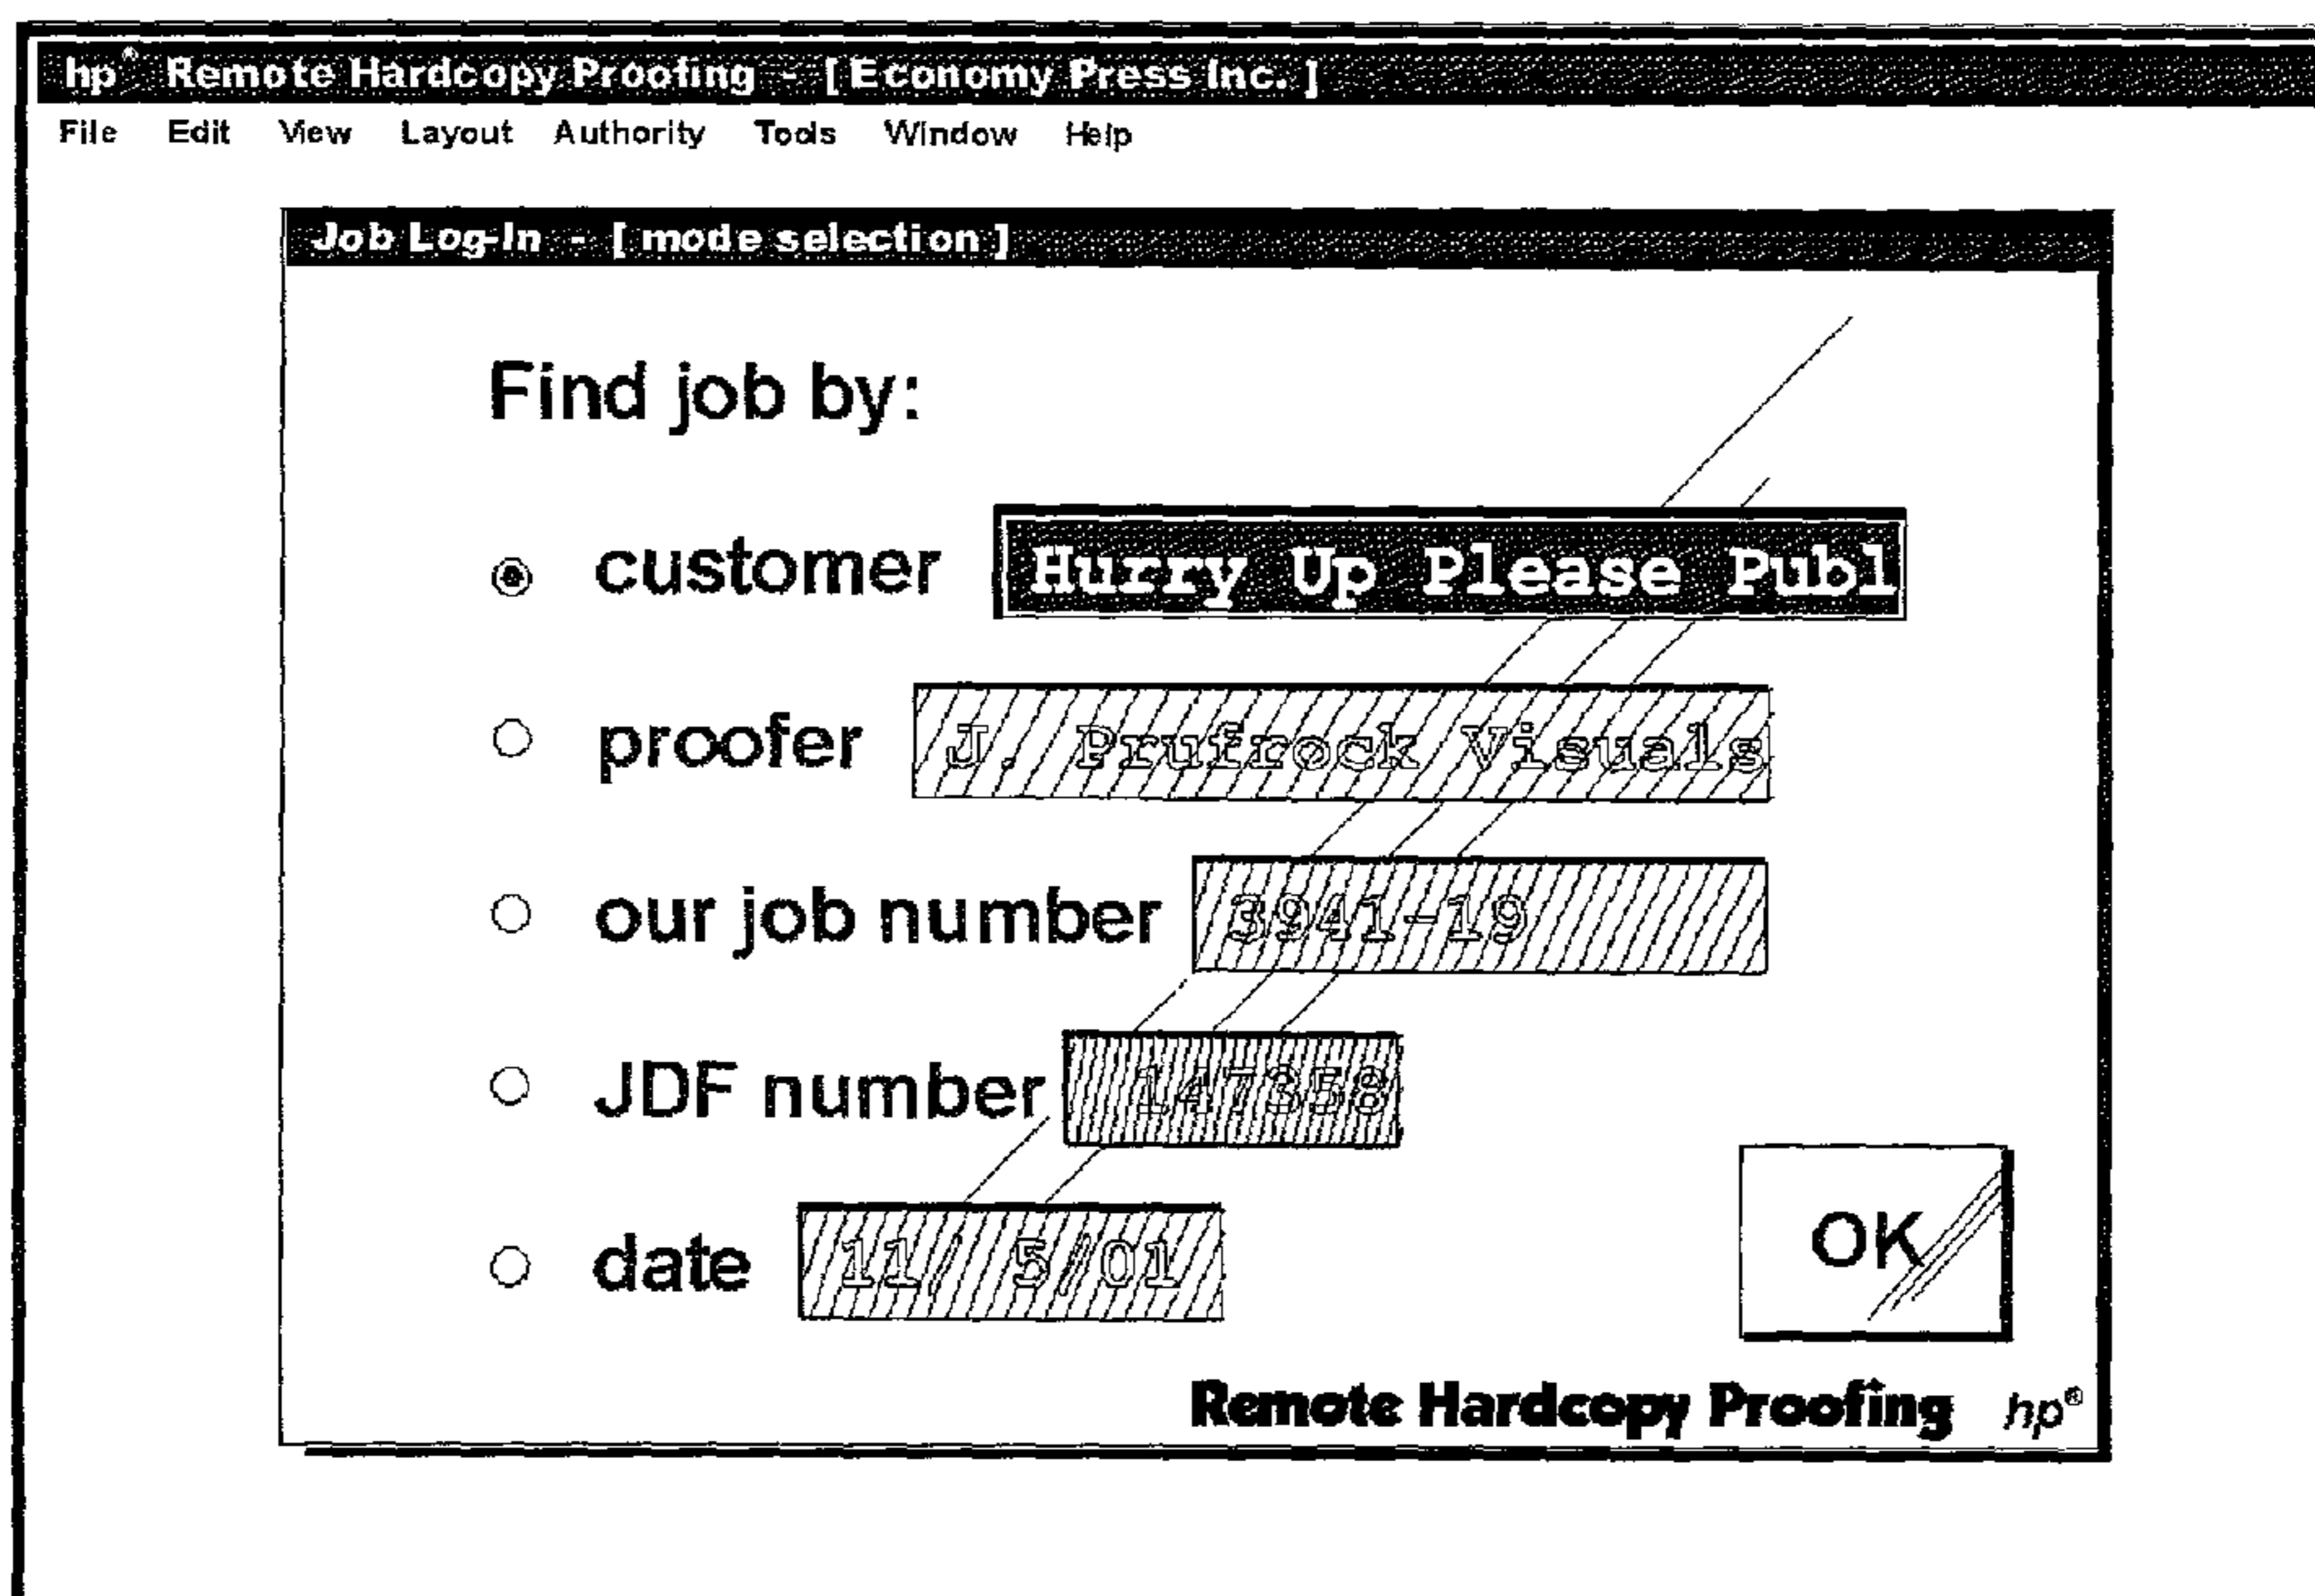 hp® Remote Hardcopy Proofing - [ Economy Press Inc. ]
File Edit View Layout Authority Tools Window Help
Job Log-In - [ mode selection ]
Find job by:
customer Hurry Up Please Publ
proofer J. Prufrock Visuals
our job number 3941-19
JDF number 147358
date 11/ 5/01
OK
Remote Hardcopy Proofing hp®